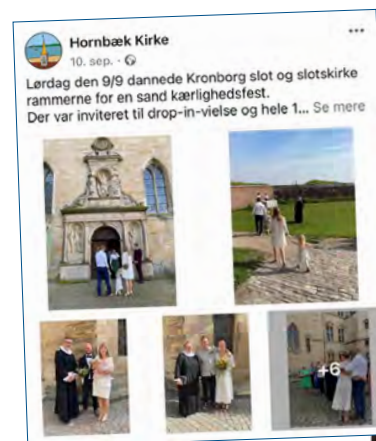 Hornbæk Kirke
10. sep.
Lørdag den 9/9 dannede Kronborg slot og slotskirke
rammerne for en sand kærlighedsfest.
Der var inviteret til drop-in-vielse og hele 1... Se mere
+6